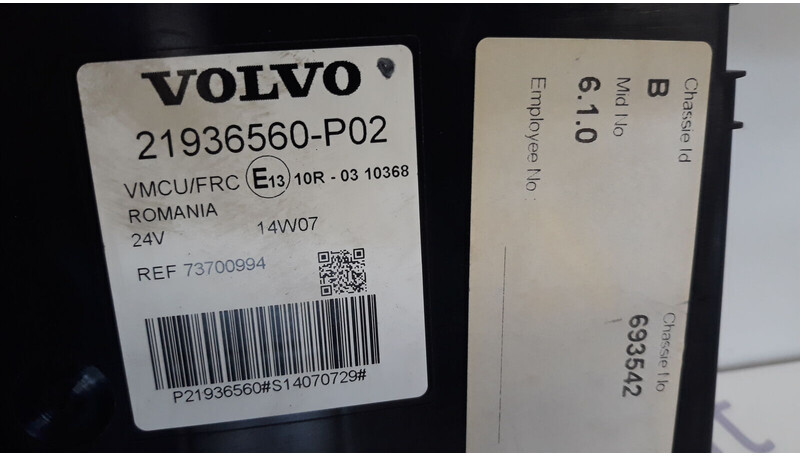 VOLVO
21936560-P02
VMCU/FRC E13 10R - 03 10368
ROMANIA
24V 14W07
REF 73700994
P21936560#S14070729#
Chassie Id Chassie No
B 693542
Mid No
6.1.0
Employee No: